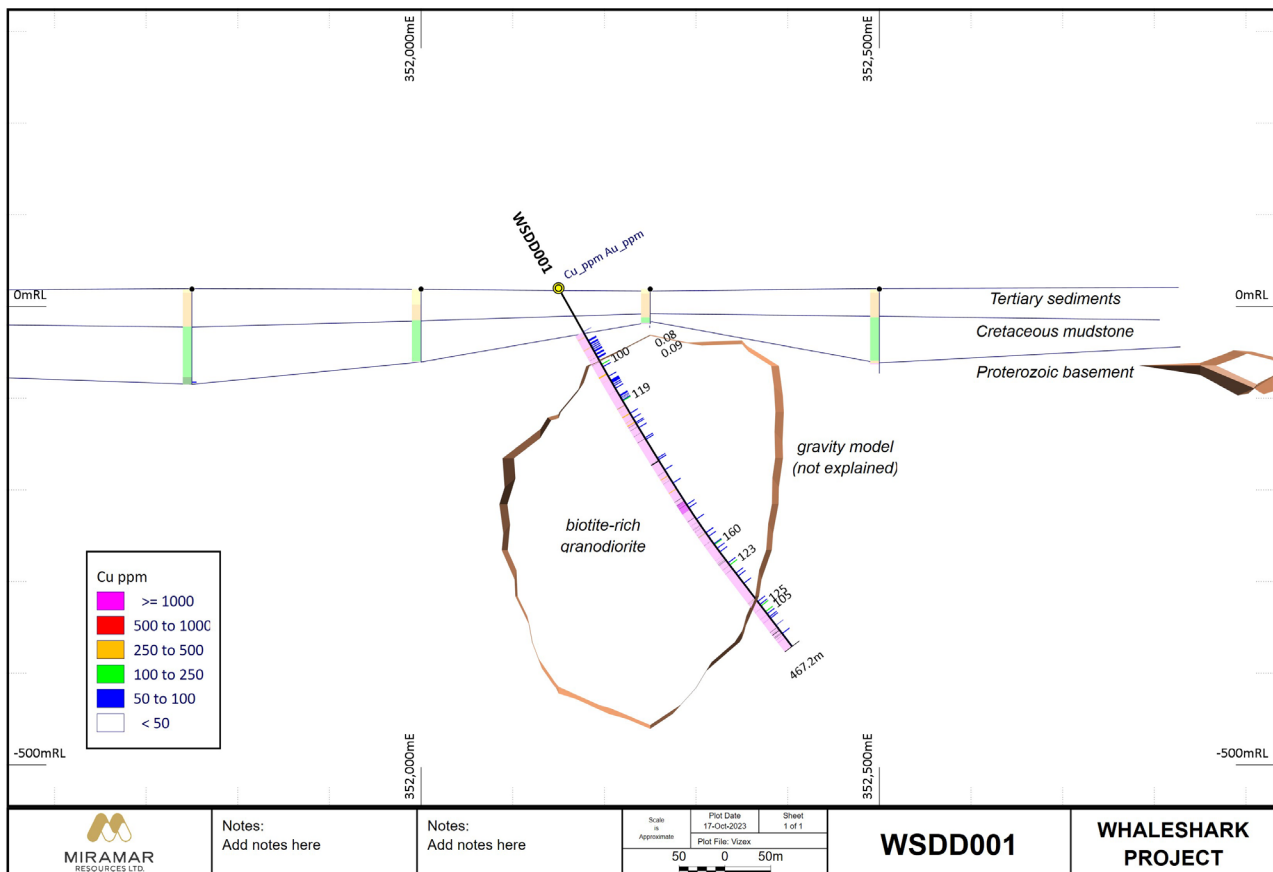 352,000mE
352,500mE
WSDD001
Cu_ppm Au_ppm
0mRL
0mRL
Tertiary sediments
Cretaceous mudstone
Proterozoic basement
0.08
0.09
100
119
gravity model
(not explained)
biotite-rich
granodiorite
160
123
125
105
467.2m
Cu ppm
>= 1000
500 to 1000
250 to 500
100 to 250
50 to 100
< 50
-500mRL
-500mRL
352,000mE
352,500mE
MIRAMAR
RESOURCES LTD.
Notes:
Add notes here
Notes:
Add notes here
Scale
is
Approximate
Plot Date
17-Oct-2023
Sheet
1 of 1
Plot File: Vizex
50 0 50m
WSDD001
WHALESHARK
PROJECT